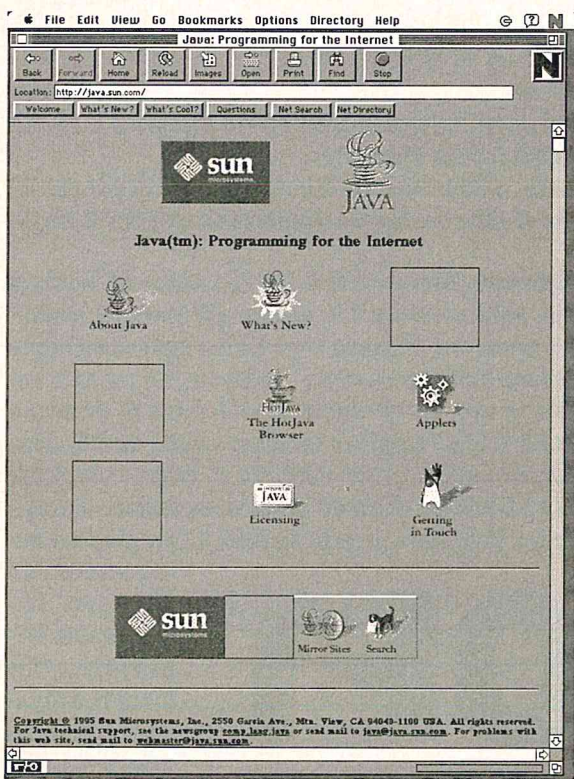 File Edit View Go Bookmarks Options Directory Help
Java: Programming for the Internet
Back Forward Home Reload Images Open Print Find Stop
N
Location: http://java.sun.com/
Welcome What's New? What's Cool? Questions Net Search Net Directory
sun
microsystems
JAVA
Java(tm): Programming for the Internet
About Java
What's New?
HOTJAVA
The HotJava
Browser
Applets
JAVA
Licensing
Getting
in Touch
sun
microsystems
Mirror Sites Search
Copyright © 1995 Sun Microsystems, Inc., 2550 Garcia Ave., Mtn. View, CA 94043-1100 USA. All rights reserved.
For Java technical support, see the newsgroup comp.lang.java or send mail to java@java.sun.com. For problems with
this web site, send mail to webmaster@java.sun.com.